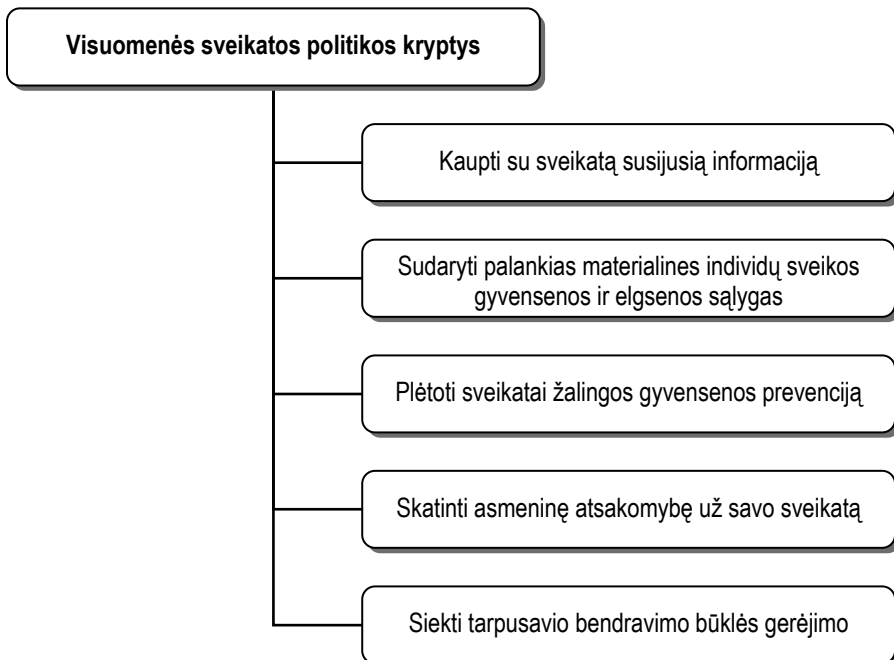 Visuomenės sveikatos politikos kryptys
Kaupti su sveikatą susijusią informaciją
Sudaryti palankias materialines individų sveikos
gyvensenos ir elgsenos sąlygas
Plėtoti sveikatai žalingos gyvensenos prevenciją
Skatinti asmeninę atsakomybę už savo sveikatą
Siekti tarpusavio bendravimo būklės gerėjimo